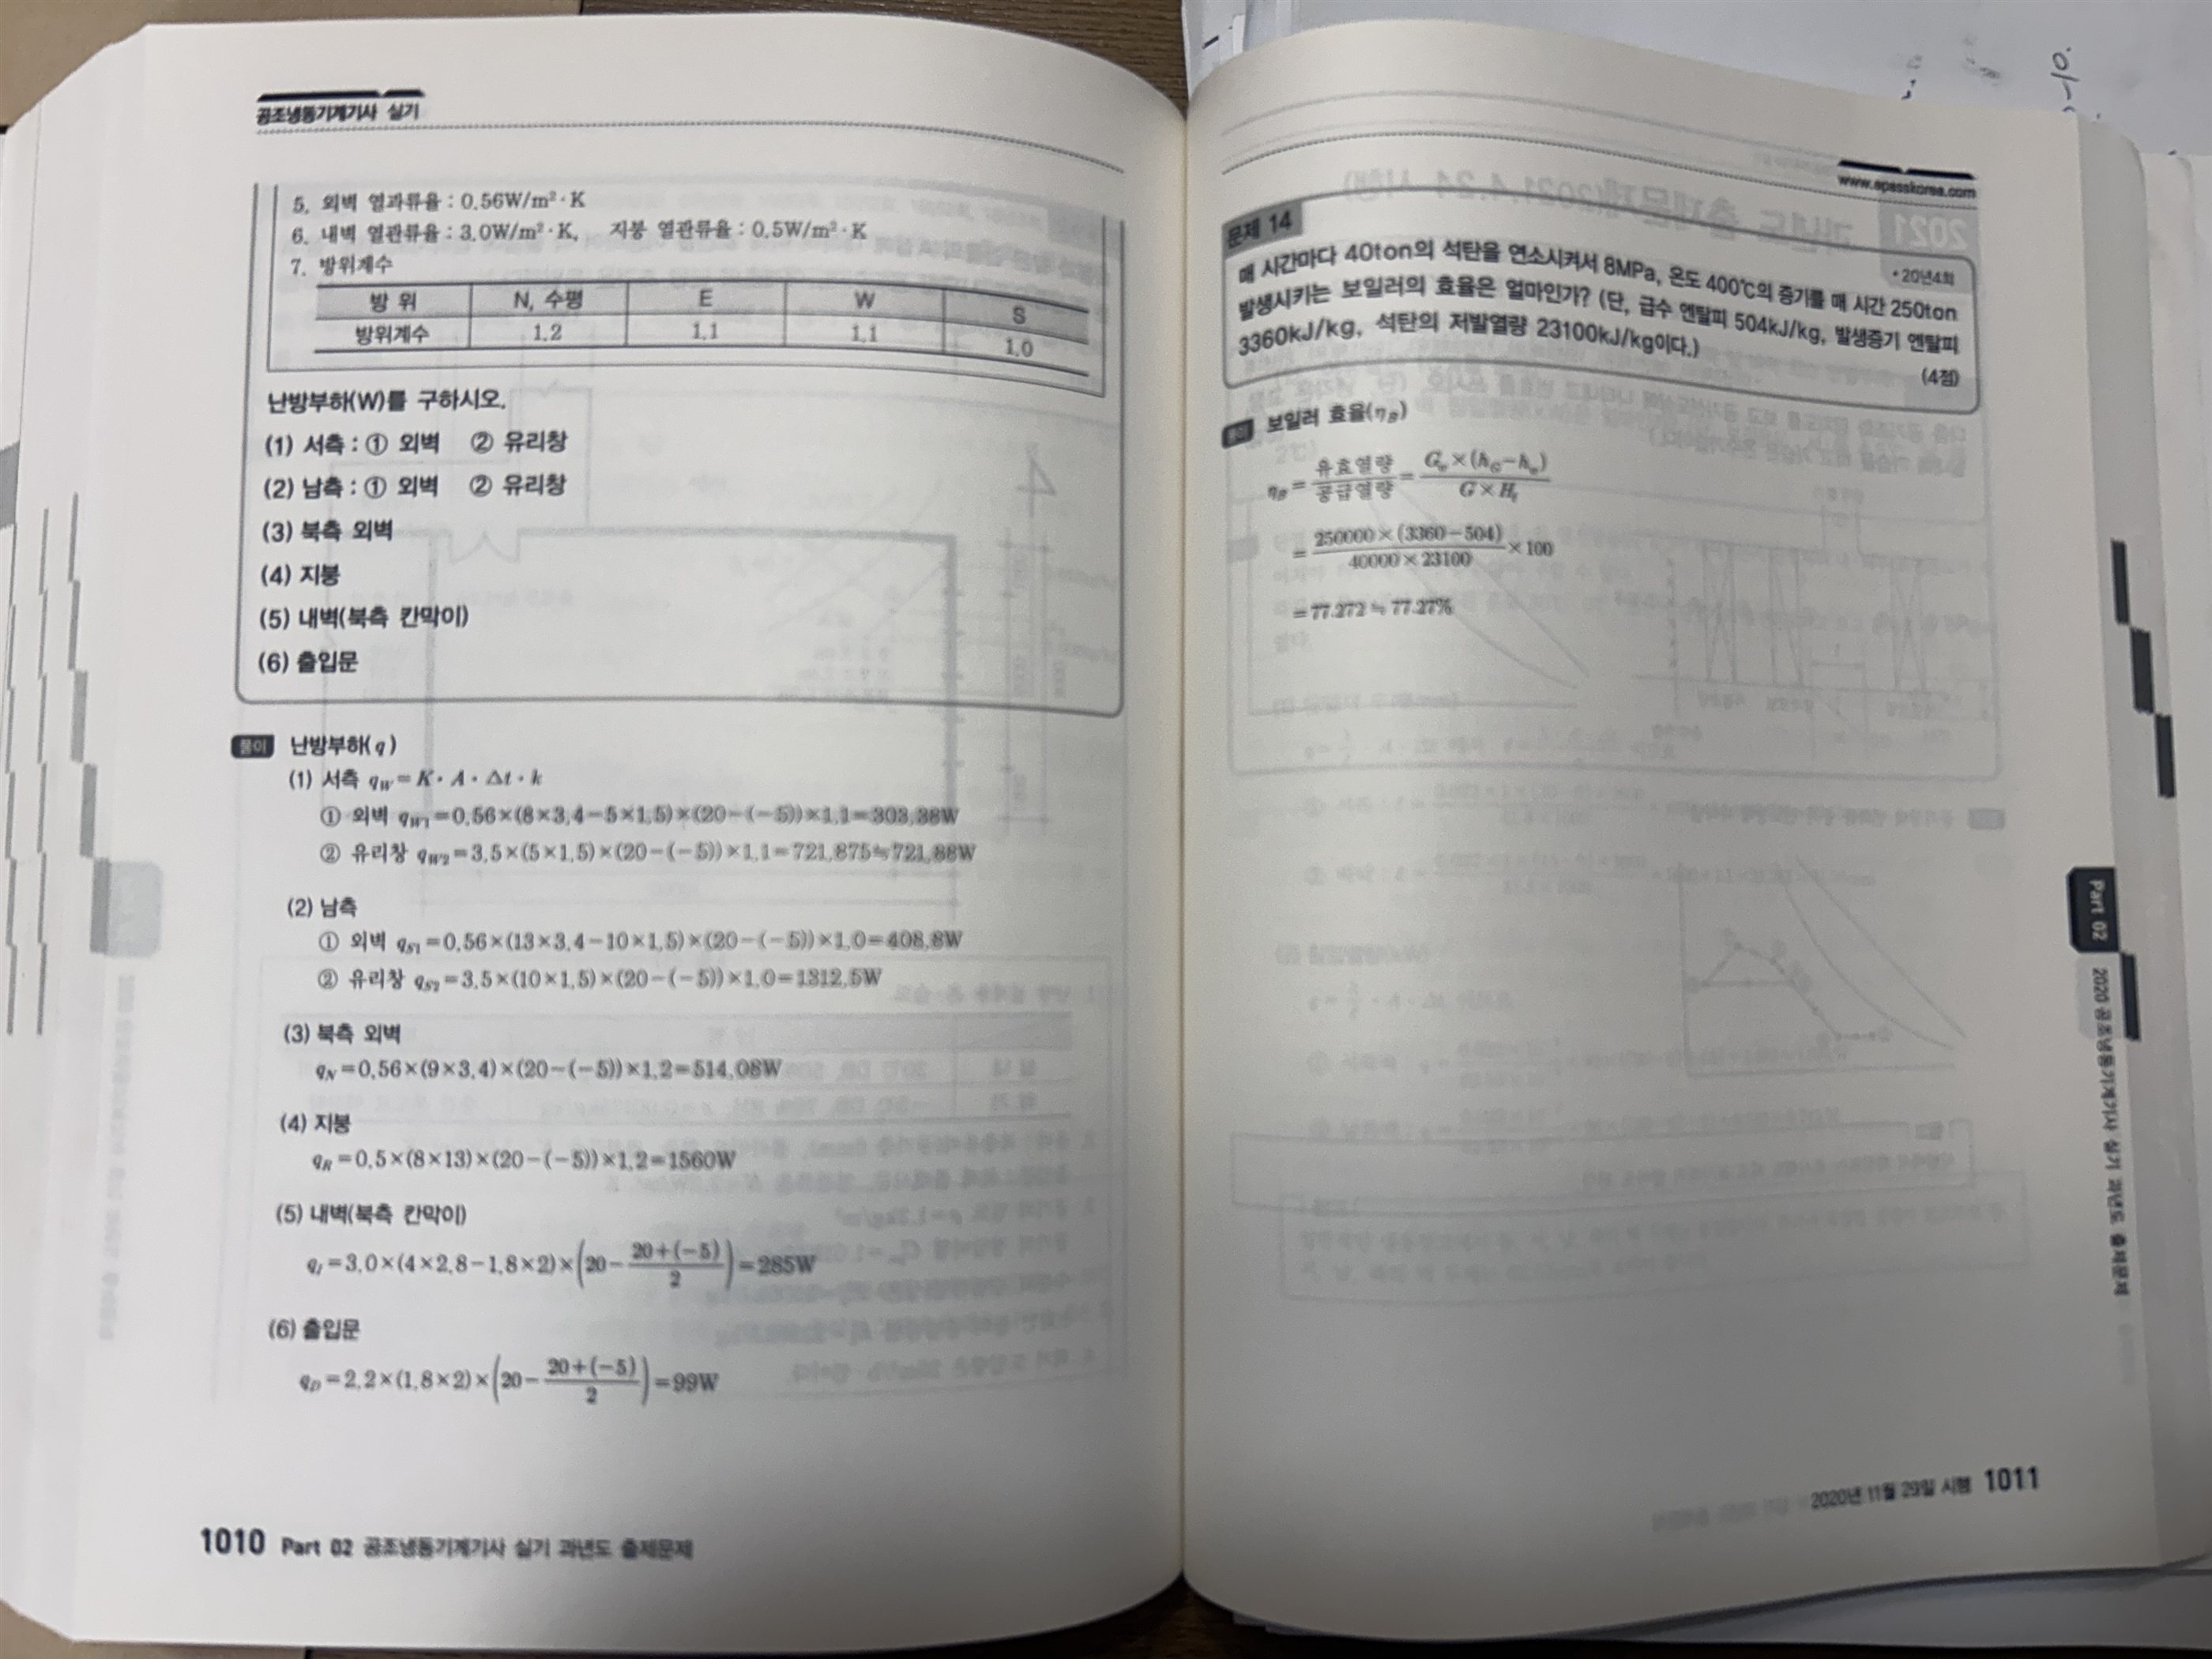 공조냉동기계기사 실기
5. 외벽 열관류율 : 0.56W/m²·K
6. 내벽 열관류율 : 3.0W/m²·K, 지붕 열관류율 : 0.5W/m²·K
7. 방위계수
방 위 N, 수평 E W S
방위계수 1.2 1.1 1.1 1.0
난방부하(W)를 구하시오.
(1) 서측 : ① 외벽 ② 유리창
(2) 남측 : ① 외벽 ② 유리창
(3) 북측 외벽
(4) 지붕
(5) 내벽(북측 칸막이)
(6) 출입문
풀이 난방부하(q)
(1) 서측 q_W = K · A · Δt · k
① 외벽 q_W1 = 0.56×(8×3.4-5×1.5)×(20-(-5))×1.1=303.38W
② 유리창 q_W2 = 3.5×(5×1.5)×(20-(-5))×1.1=721.875≒721.88W
(2) 남측
① 외벽 q_S1 = 0.56×(13×3.4-10×1.5)×(20-(-5))×1.0=408.8W
② 유리창 q_S2 = 3.5×(10×1.5)×(20-(-5))×1.0=1312.5W
(3) 북측 외벽
q_N = 0.56×(9×3.4)×(20-(-5))×1.2=514.08W
(4) 지붕
q_R = 0.5×(8×13)×(20-(-5))×1.2=1560W
(5) 내벽(북측 칸막이)
q_I = 3.0×(4×2.8-1.8×2)×(20-(20+(-5))/2)=285W
(6) 출입문
q_D = 2.2×(1.8×2)×(20-(20+(-5))/2)=99W
1010 Part 02 공조냉동기계기사 실기 과년도 출제문제
www.epasskorea.com
문제 14
• 20년4회
매 시간마다 40ton의 석탄을 연소시켜서 8MPa, 온도 400℃의 증기를 매 시간 250ton
발생시키는 보일러의 효율은 얼마인가? (단, 급수 엔탈피 504kJ/kg, 발생증기 엔탈피
3360kJ/kg, 석탄의 저발열량 23100kJ/kg이다.)
(4점)
풀이 보일러 효율(η_B)
η_B = 유효열량/공급열량 = G_a×(h_G-h_w)/(G×H_l)
= 250000×(3360-504)/(40000×23100) ×100
= 77.272 ≒ 77.27%
Part 02
2020 공조냉동기계기사 실기 과년도 출제문제
2020년 11월 29일 시행 1011